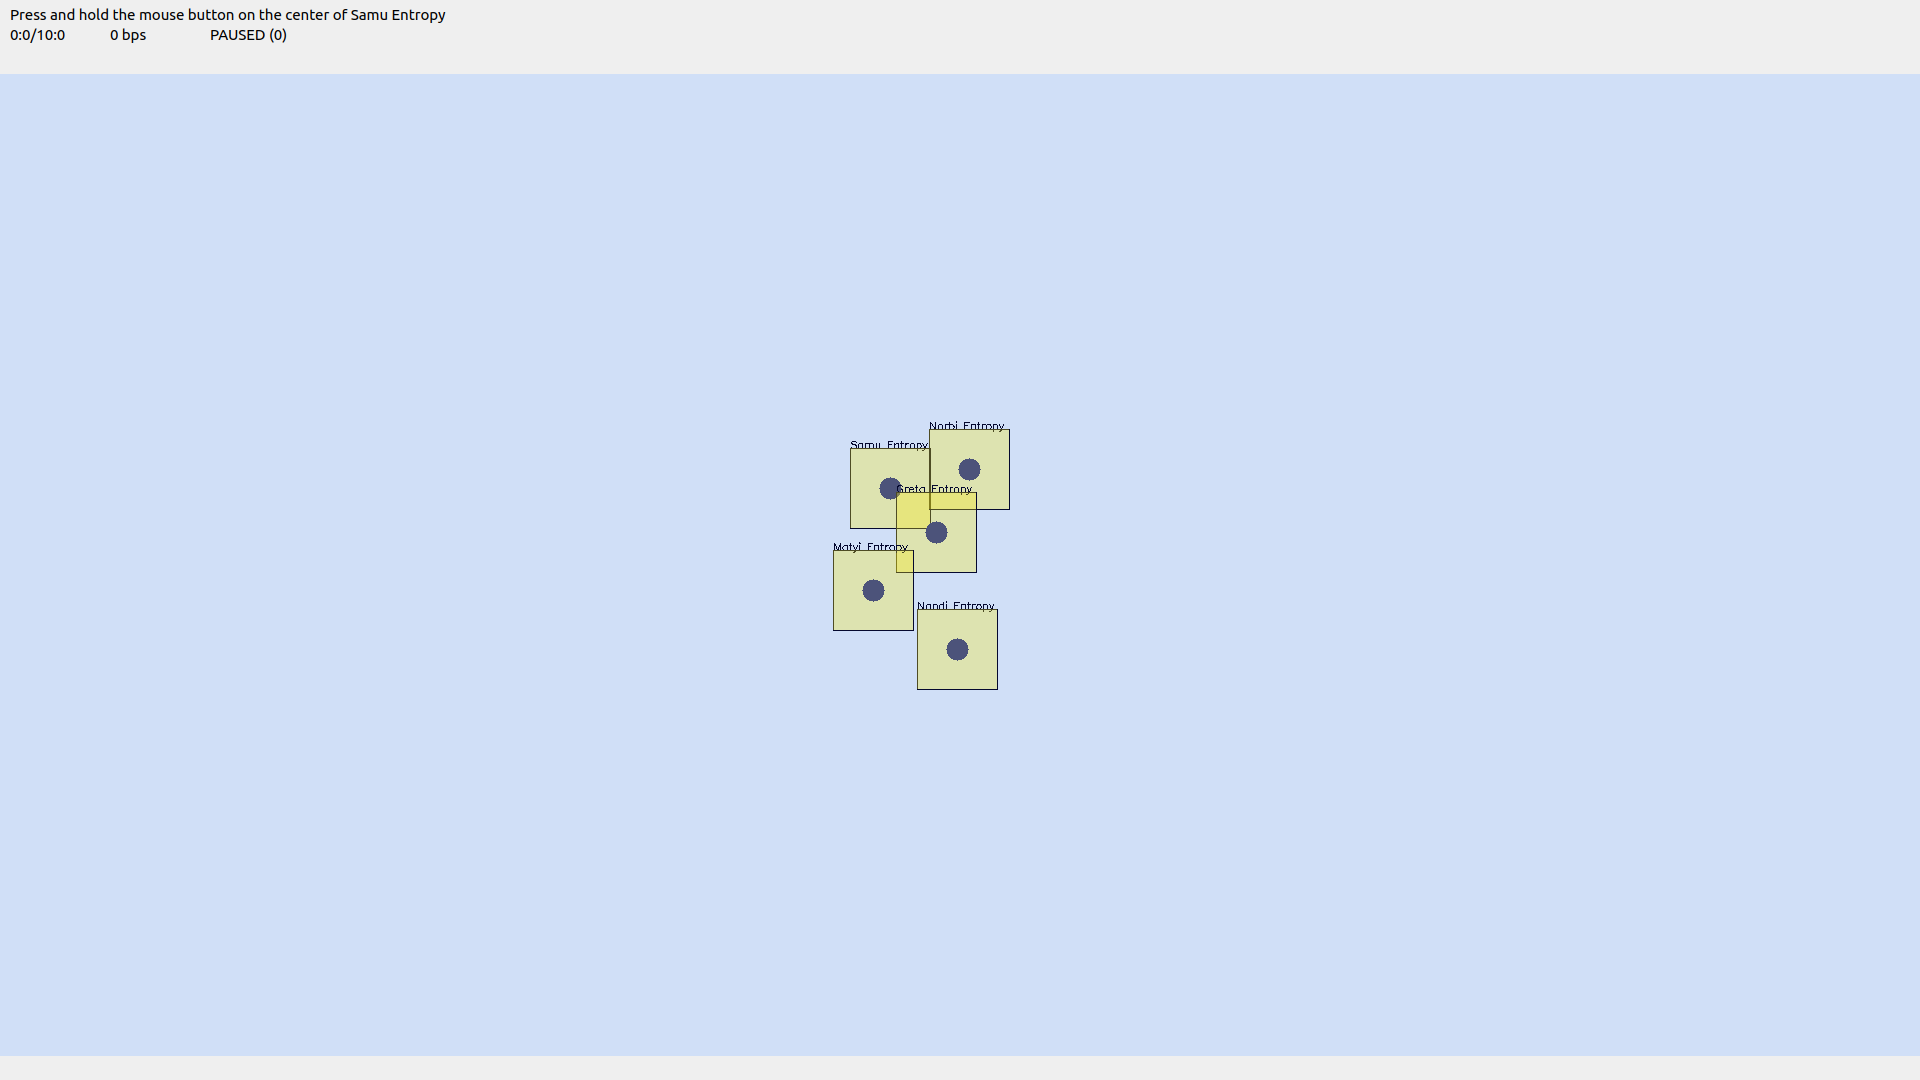 Press and hold the mouse button on the center of Samu Entropy
0:0/10:0 0 bps PAUSED (0)
Norbi Entropy
Samu Entropy
Greta Entropy
Matyi Entropy
Nandi Entropy